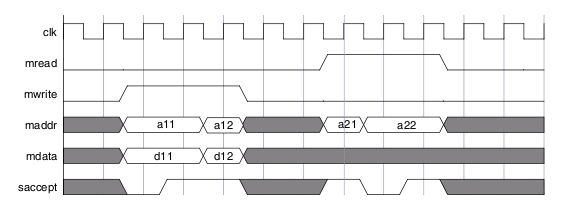 clk
mread
mwrite
maddr a11 a12 a21 a22
mdata d11 d12
saccept